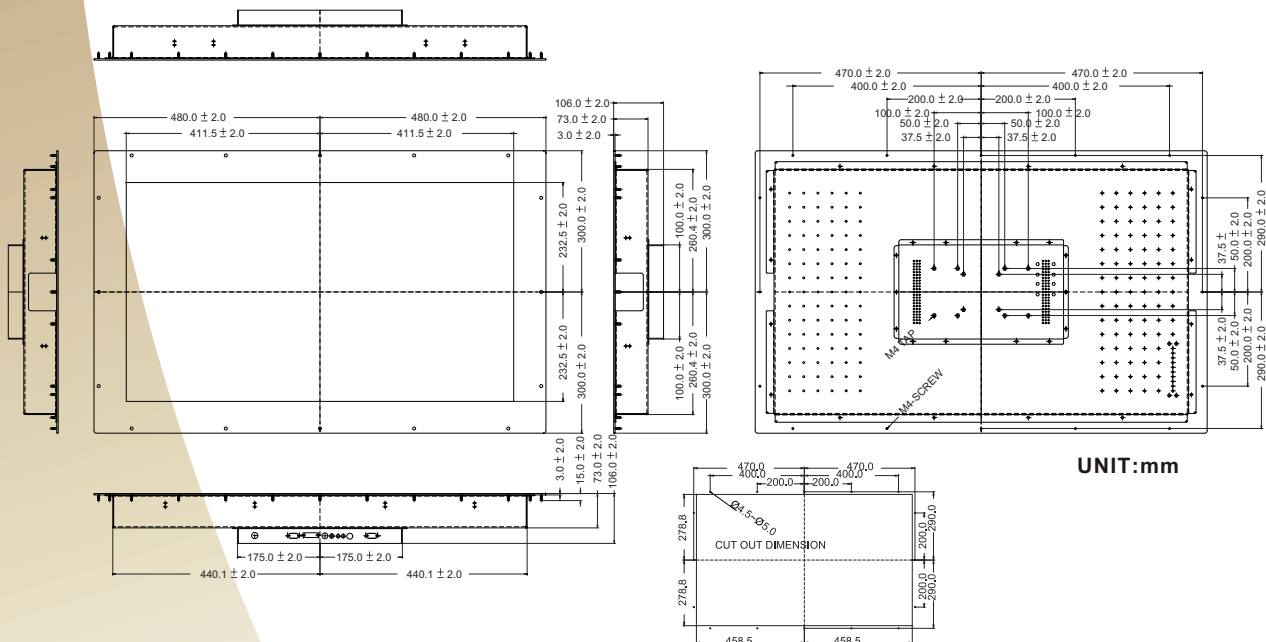 470.0 ± 2.0 470.0 ± 2.0
400.0 ± 2.0 400.0 ± 2.0
200.0 ± 2.0 200.0 ± 2.0
100.0 ± 2.0 100.0 ± 2.0
50.0 ± 2.0 50.0 ± 2.0
37.5 ± 2.0 37.5 ± 2.0
106.0 ± 2.0
73.0 ± 2.0
3.0 ± 2.0
480.0 ± 2.0 480.0 ± 2.0
411.5 ± 2.0 411.5 ± 2.0
232.5 ± 2.0
300.0 ± 2.0
232.5 ± 2.0
300.0 ± 2.0
100.0 ± 2.0
260.4 ± 2.0
300.0 ± 2.0
100.0 ± 2.0
260.4 ± 2.0
300.0 ± 2.0
37.5 ±
50.0 ± 2.0
200.0 ± 2.0
290.0 ± 2.0
37.5 ± 2.0
50.0 ± 2.0
200.0 ± 2.0
290.0 ± 2.0
M4 TAP
M4-SCREW
UNIT:mm
3.0 ± 2.0
15.0 ± 2.0
73.0 ± 2.0
106.0 ± 2.0
175.0 ± 2.0 175.0 ± 2.0
440.1 ± 2.0 440.1 ± 2.0
470.0 470.0
400.0 400.0
200.0 200.0
Ø4.5~Ø5.0
CUT OUT DIMENSION
278.8
278.8
200.0
290.0
200.0
290.0
458.5 458.5